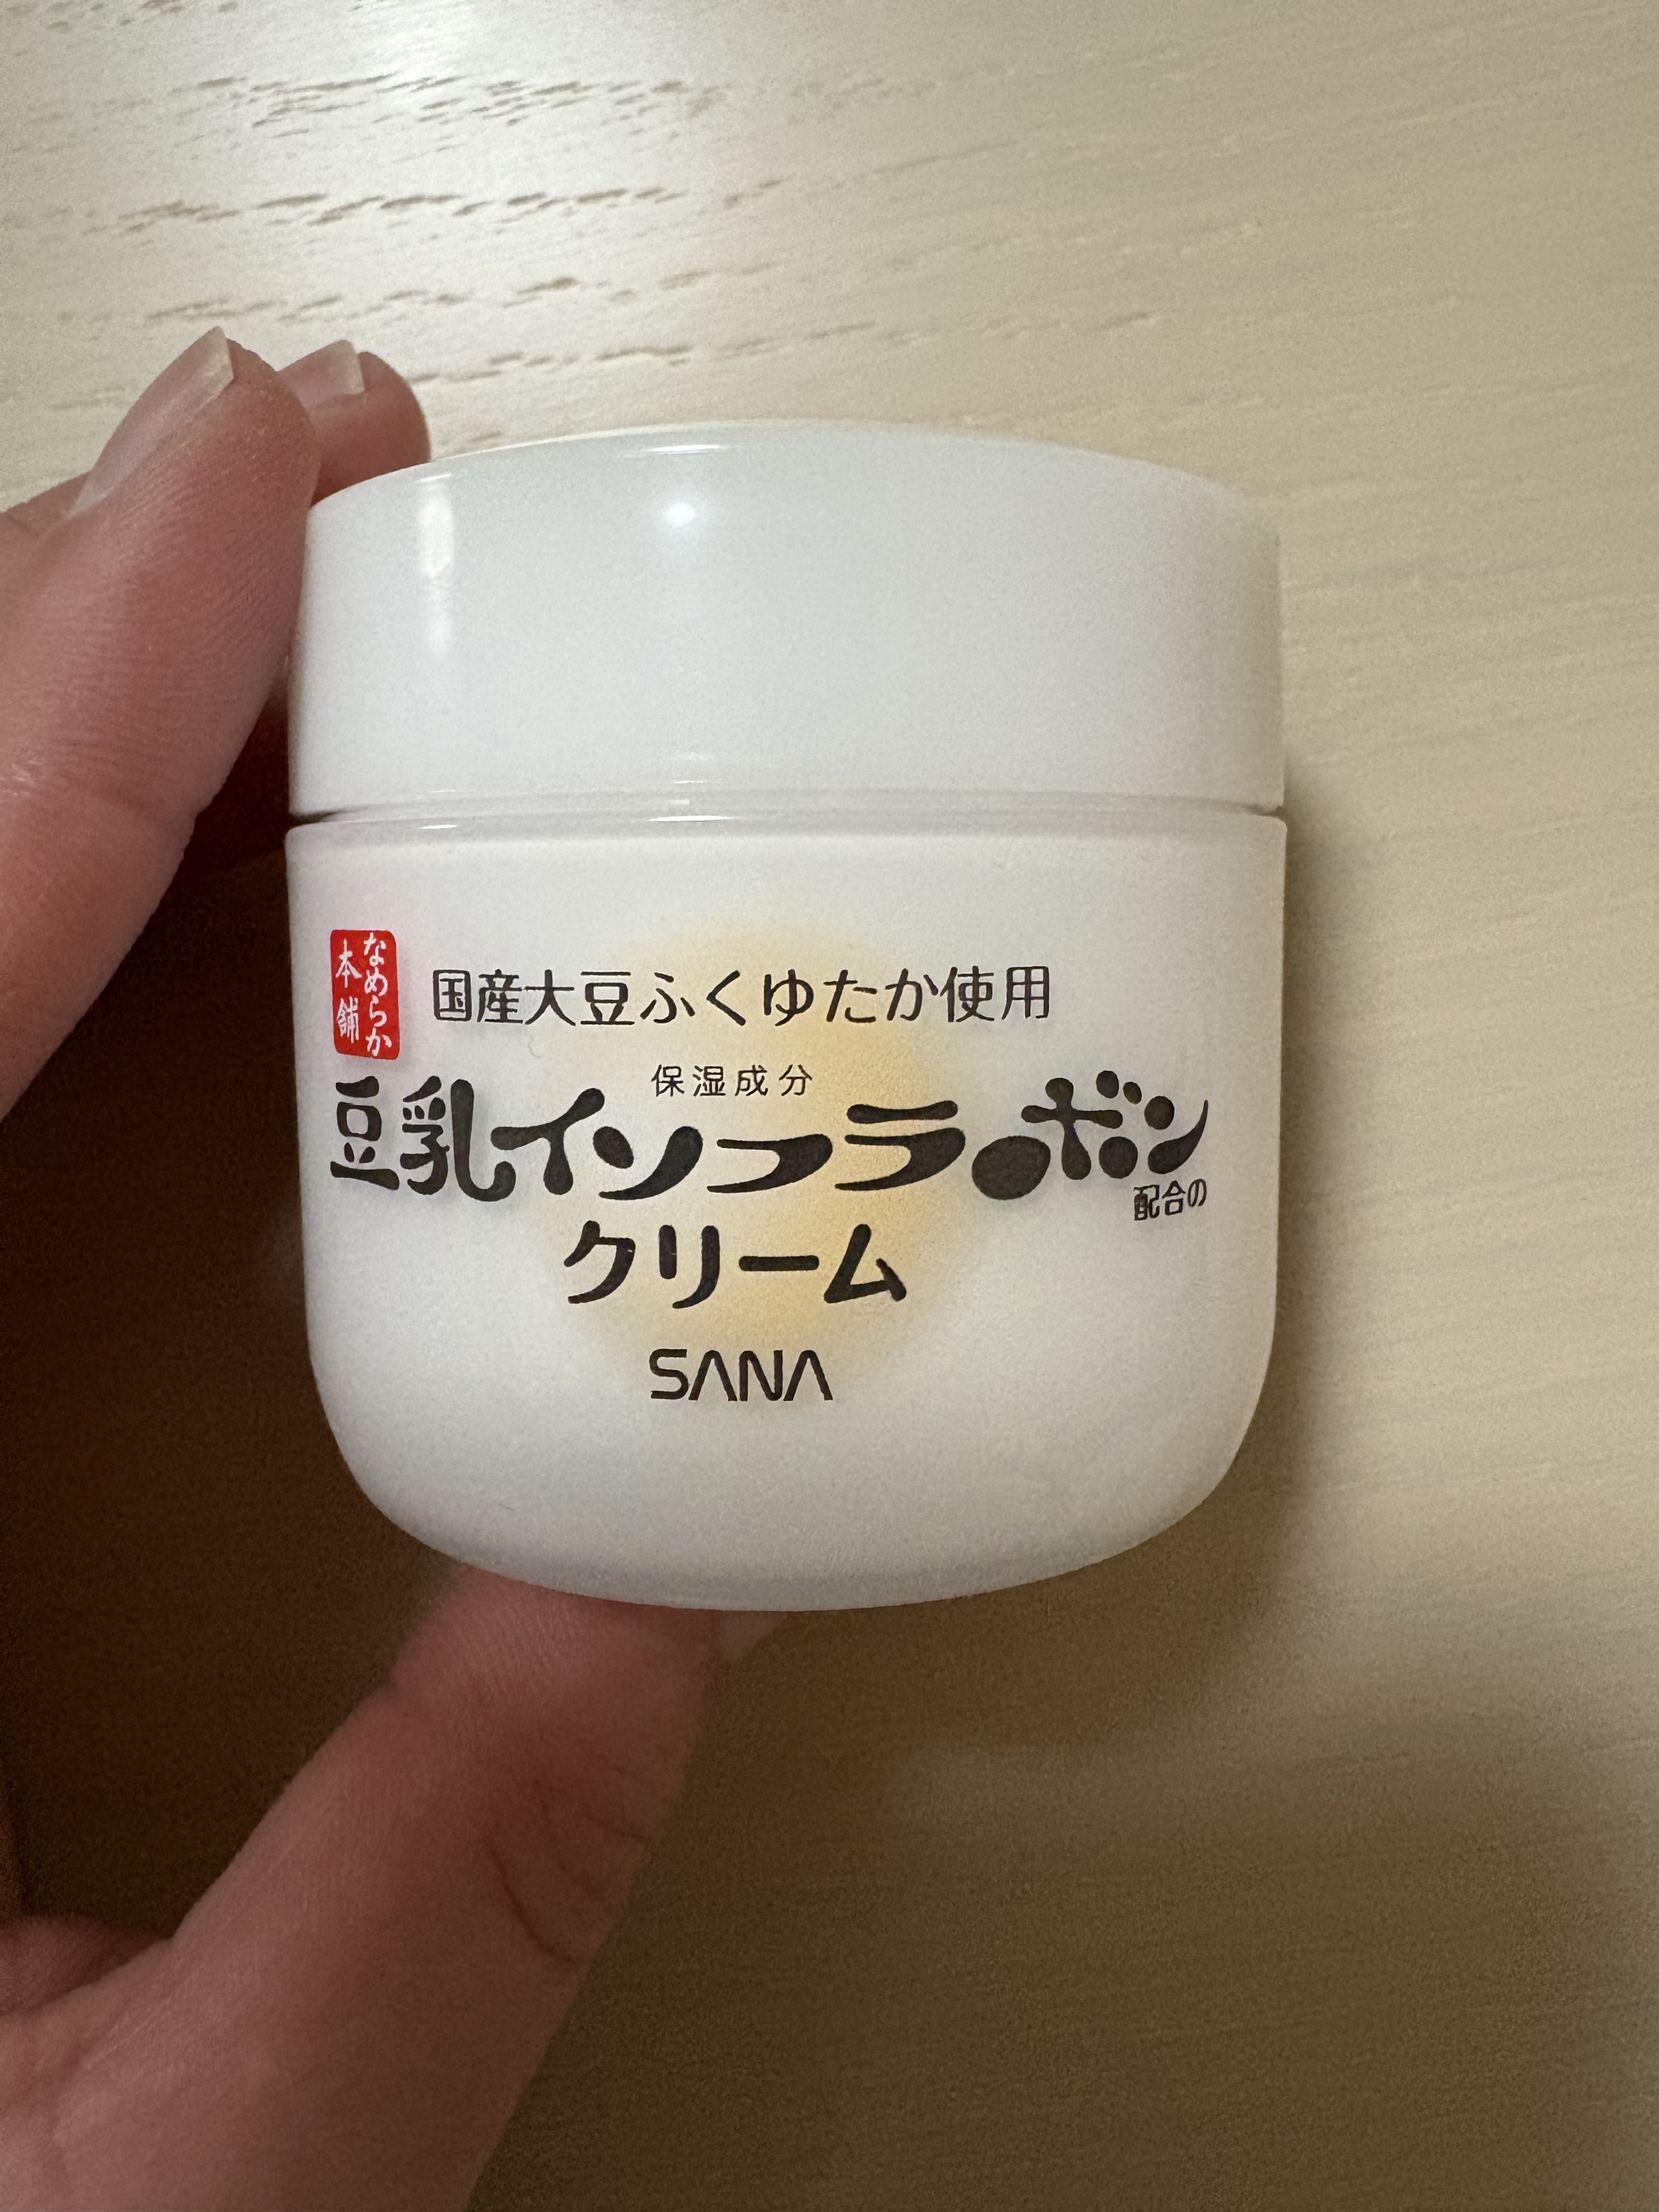 なめらか
本舗
国産大豆ふくゆたか使用
保湿成分
豆乳イソフラボン
配合の
クリーム
SANA